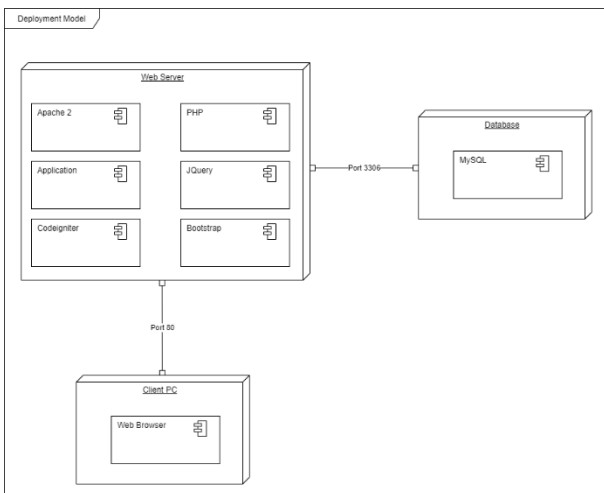 Deployment Model
Web Server
Apache 2
PHP
Application
JQuery
Codeigniter
Bootstrap
Port 3306
Database
MySQL
Port 80
Client PC
Web Browser